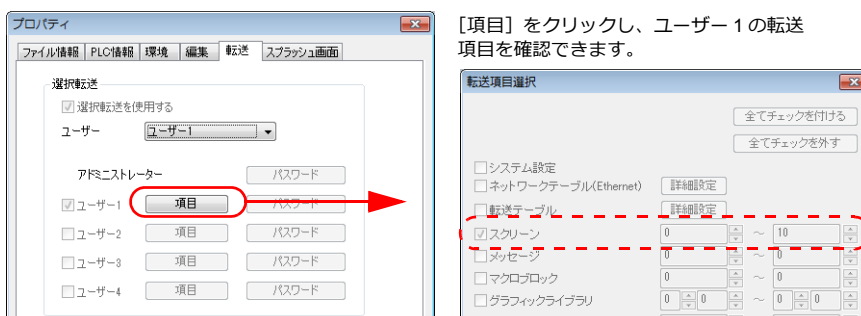 プロパティ
ファイル情報 PLC情報 環境 編集 転送 スプラッシュ画面
選択転送
選択転送を使用する
ユーザー ユーザー1
アドミニストレーター パスワード
ユーザー1 項目 パスワード
ユーザー2 項目 パスワード
ユーザー3 項目 パスワード
ユーザー4 項目 パスワード
[項目]をクリックし、ユーザー1の転送
項目を確認できます。
転送項目選択
全てチェックを付ける
全てチェックを外す
システム設定
ネットワークテーブル(Ethernet) 詳細設定
転送テーブル 詳細設定
スクリーン 0 ~ 10
メッセージ 0 ~ 0
マクロブロック 0 ~ 0
グラフィックライブラリ 0 0 ~ 0 0